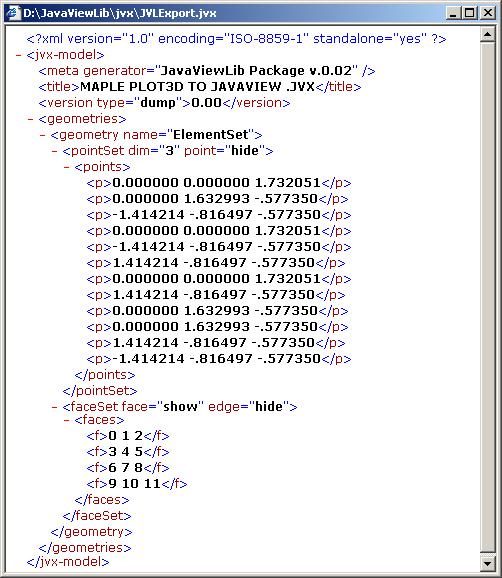 D:\JavaViewLib\jvx\JVLExport.jvx
<?xml version="1.0" encoding="ISO-8859-1" standalone="yes" ?>
- <jvx-model>
<meta generator="JavaViewLib Package v.0.02" />
<title>MAPLE PLOT3D TO JAVAVIEW .JVX</title>
<version type="dump">0.00</version>
- <geometries>
- <geometry name="ElementSet">
- <pointSet dim="3" point="hide">
- <points>
<p>0.000000 0.000000 1.732051</p>
<p>0.000000 1.632993 -.577350</p>
<p>-1.414214 -.816497 -.577350</p>
<p>0.000000 0.000000 1.732051</p>
<p>-1.414214 -.816497 -.577350</p>
<p>1.414214 -.816497 -.577350</p>
<p>0.000000 0.000000 1.732051</p>
<p>1.414214 -.816497 -.577350</p>
<p>0.000000 1.632993 -.577350</p>
<p>0.000000 1.632993 -.577350</p>
<p>1.414214 -.816497 -.577350</p>
<p>-1.414214 -.816497 -.577350</p>
</points>
</pointSet>
- <faceSet face="show" edge="hide">
- <faces>
<f>0 1 2</f>
<f>3 4 5</f>
<f>6 7 8</f>
<f>9 10 11</f>
</faces>
</faceSet>
</geometry>
</geometries>
</jvx-model>